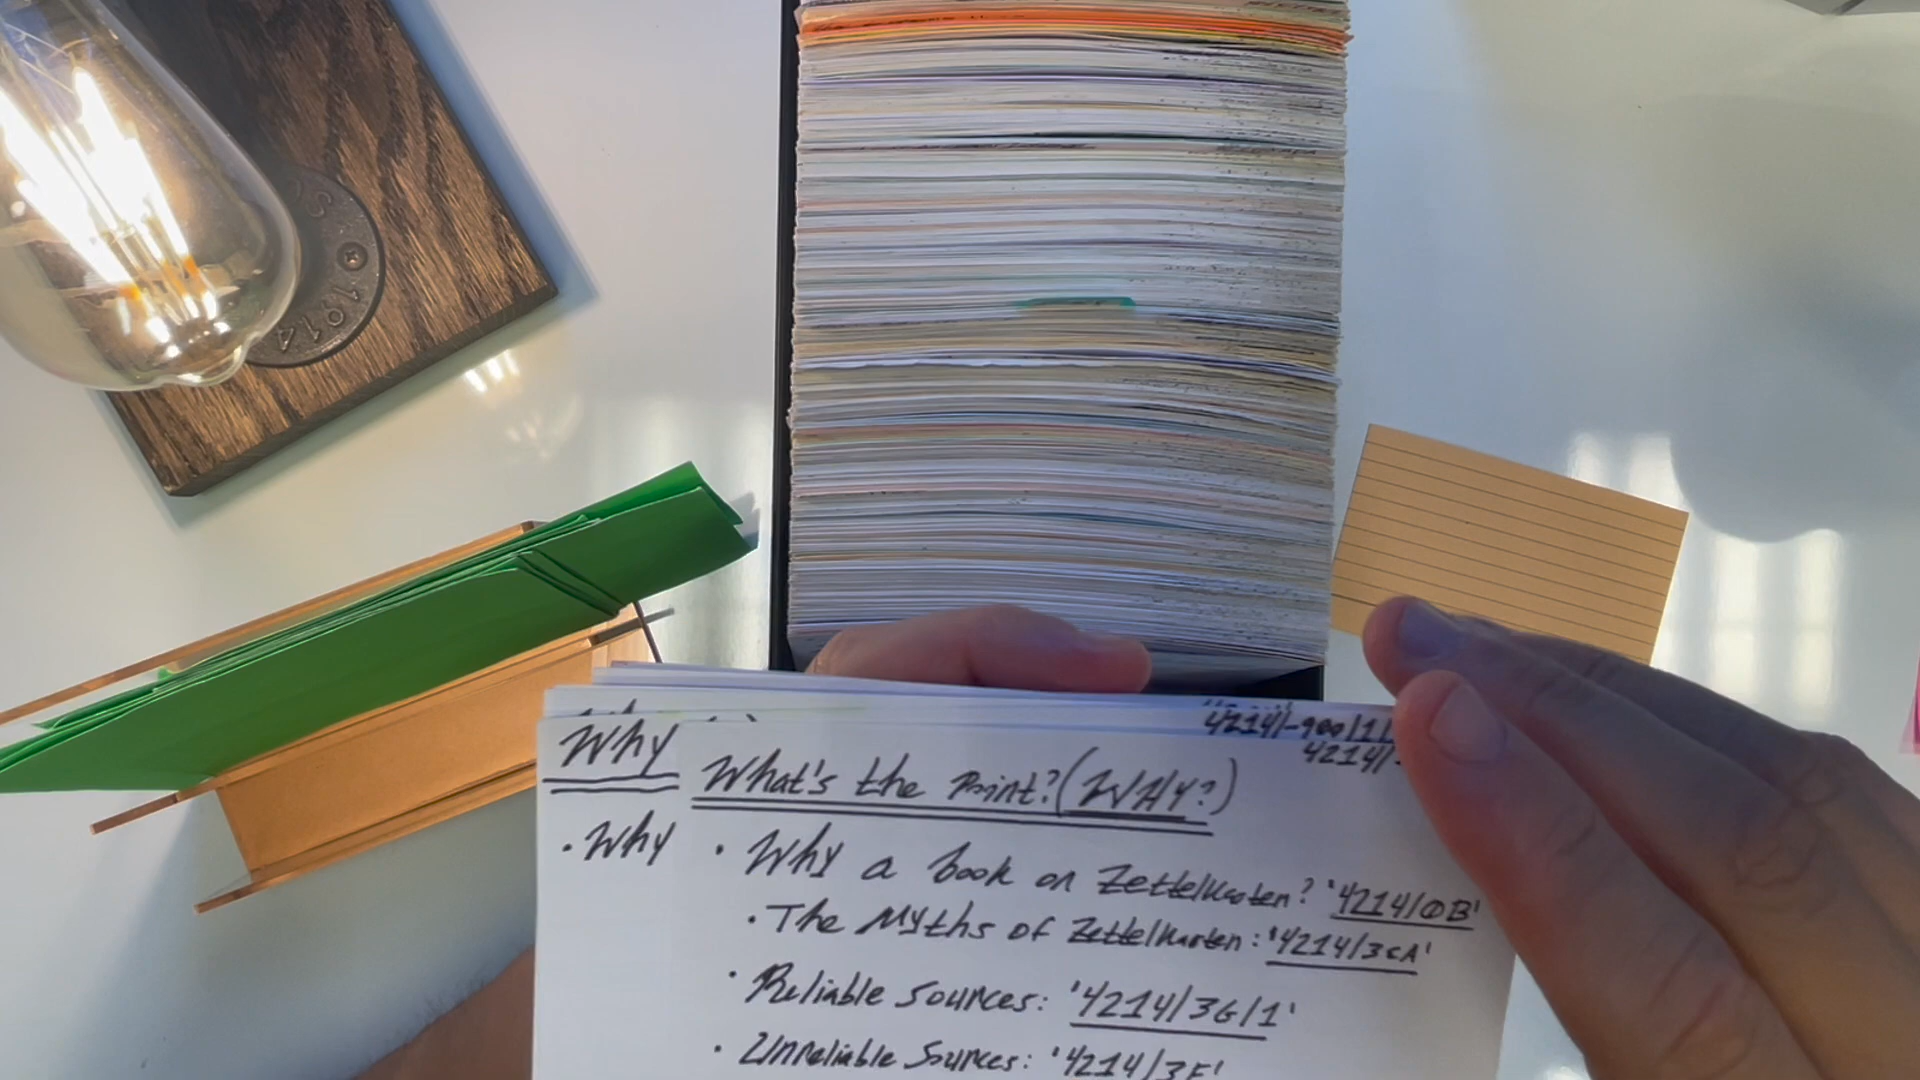 4214/-900/1/
4214/
Why
What's the Point? (WHY?)
• Why
• Why a book on Zettelkasten? '4214/0B'
• The Myths of Zettelkasten: '4214/3cA'
• Reliable Sources: '4214/3G/1'
• Unreliable Sources: '4214/3F'
1914